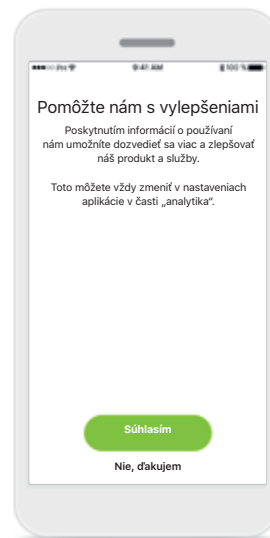 9:41 AM
100 %
Pomôžte nám s vylepšeniami
Poskytnutím informácií o používaní
nám umožníte dozvedieť sa viac a zlepšovať
náš produkt a služby.
Toto môžete vždy zmeniť v nastaveniach
aplikácie v časti „analytika“.
Súhlasím
Nie, ďakujem